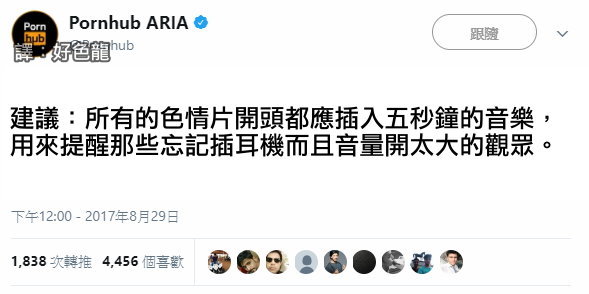 Pornhub ARIA
Porn
hub
譯：好色龍
hub
跟隨
建議：所有的色情片開頭都應插入五秒鐘的音樂，
用來提醒那些忘記插耳機而且音量開太大的觀眾。
下午12:00 - 2017年8月29日
1,838 次轉推 4,456 個喜歡